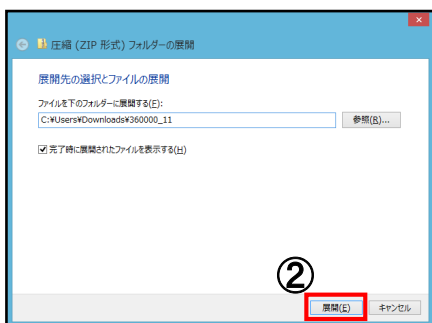 圧縮 (ZIP 形式) フォルダーの展開
展開先の選択とファイルの展開
ファイルを下のフォルダーに展開する(F):
C:¥Users¥Downloads¥360000_11
参照(R)...
完了時に展開されたファイルを表示する(H)
②
展開(E)
キャンセル